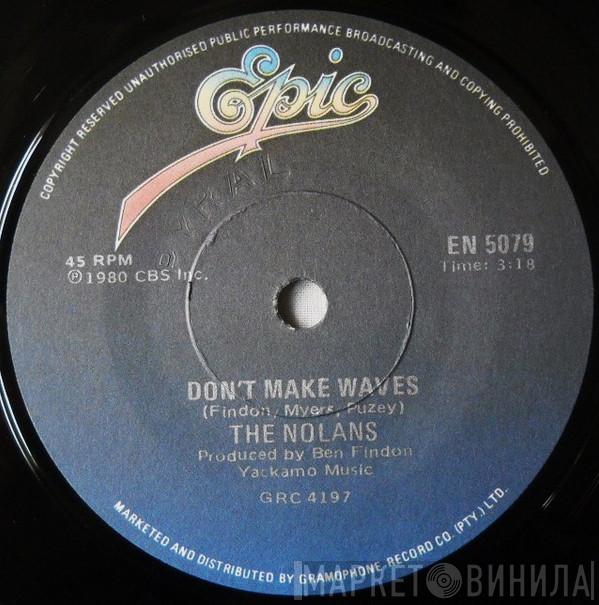 COPYRIGHT RESERVED UNAUTHORISED PUBLIC PERFORMANCE BROADCASTING AND COPYING PROHIBITED
Epic
45 RPM
℗1980 CBS Inc.
EN 5079
Time: 3:18
DON'T MAKE WAVES
(Findon, Myers, Puzey)
THE NOLANS
Produced by Ben Findon
Yackamo Music
GRC 4197
MARKETED AND DISTRIBUTED BY GRAMOPHONE RECORD CO. (PTY.) LTD.
МАРКЕТ ВИНИЛА